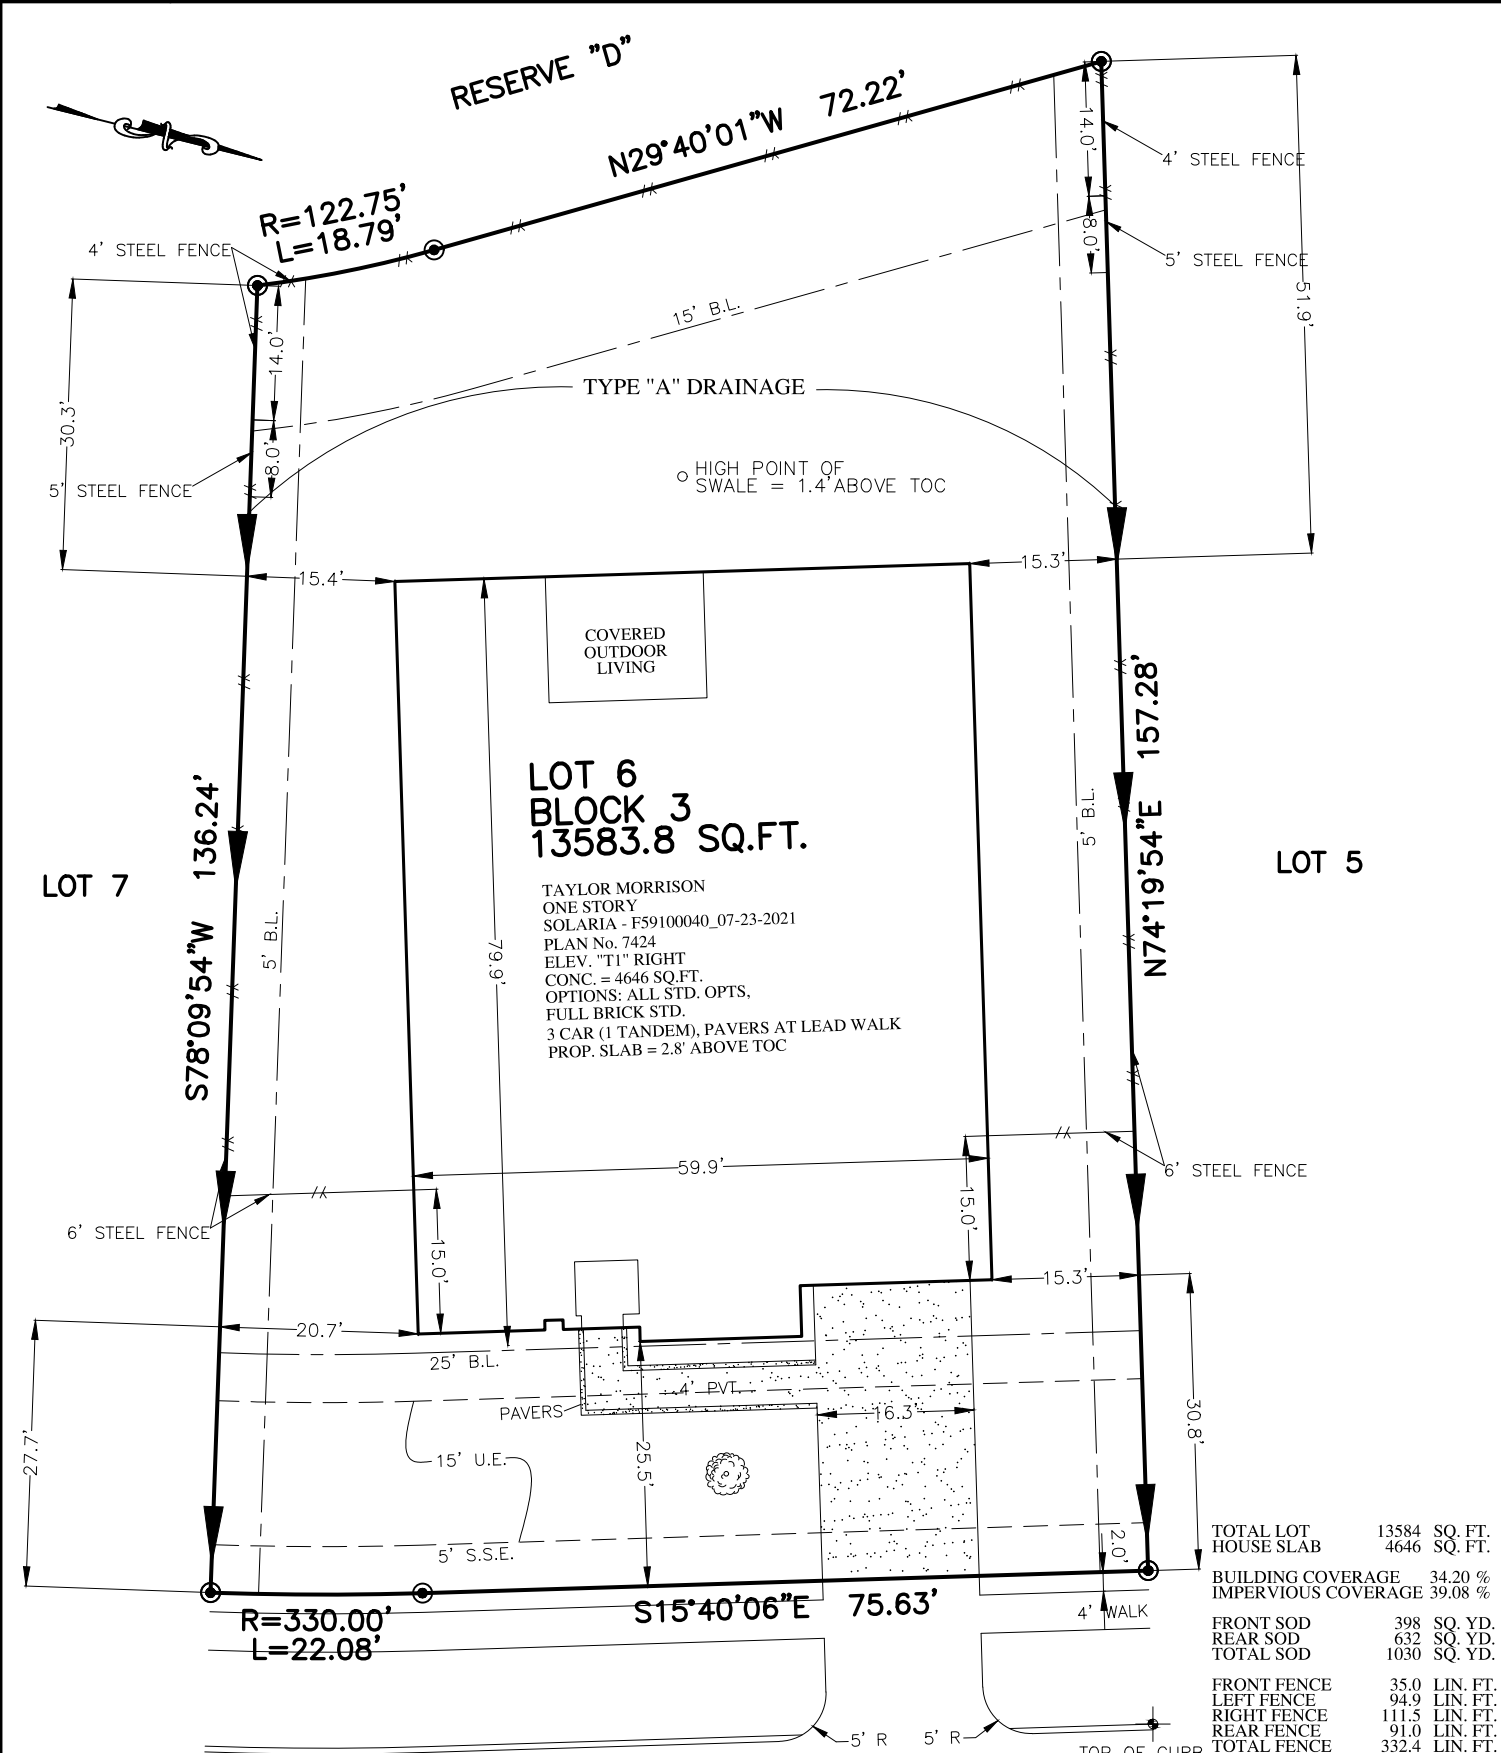 RESERVE "D"
N29°40'01"W 72.22'
R=122.75'
L=18.79'
4' STEEL FENCE
14.0'
4' STEEL FENCE
8.0'
5' STEEL FENCE
51.9'
15' B.L.
14.0'
30.3'
TYPE "A" DRAINAGE
8.0'
5' STEEL FENCE
HIGH POINT OF
SWALE = 1.4'ABOVE TOC
15.4'
15.3'
COVERED
OUTDOOR
LIVING
LOT 6
BLOCK 3
13583.8 SQ.FT.
TAYLOR MORRISON
ONE STORY
SOLARIA - F59100040_07-23-2021
PLAN No. 7424
ELEV. "T1" RIGHT
CONC. = 4646 SQ.FT.
OPTIONS: ALL STD. OPTS,
FULL BRICK STD.
3 CAR (1 TANDEM), PAVERS AT LEAD WALK
PROP. SLAB = 2.8' ABOVE TOC
LOT 7
S78°09'54"W 136.24'
5' B.L.
79.9'
5' B.L.
N74°19'54"E 157.28'
LOT 5
59.9'
6' STEEL FENCE
15.0'
15.0'
6' STEEL FENCE
20.7'
15.3'
25' B.L.
4' PVT.
PAVERS
16.3'
27.7'
15' U.E.
25.5'
30.8'
5' S.S.E.
2.0'
R=330.00'
L=22.08'
S15°40'06"E 75.63'
4' WALK
5' R
5' R
TOP OF CURB
TOTAL LOT 13584 SQ. FT.
HOUSE SLAB 4646 SQ. FT.
BUILDING COVERAGE 34.20 %
IMPERVIOUS COVERAGE 39.08 %
FRONT SOD 398 SQ. YD.
REAR SOD 632 SQ. YD.
TOTAL SOD 1030 SQ. YD.
FRONT FENCE 35.0 LIN. FT.
LEFT FENCE 94.9 LIN. FT.
RIGHT FENCE 111.5 LIN. FT.
REAR FENCE 91.0 LIN. FT.
TOTAL FENCE 332.4 LIN. FT.